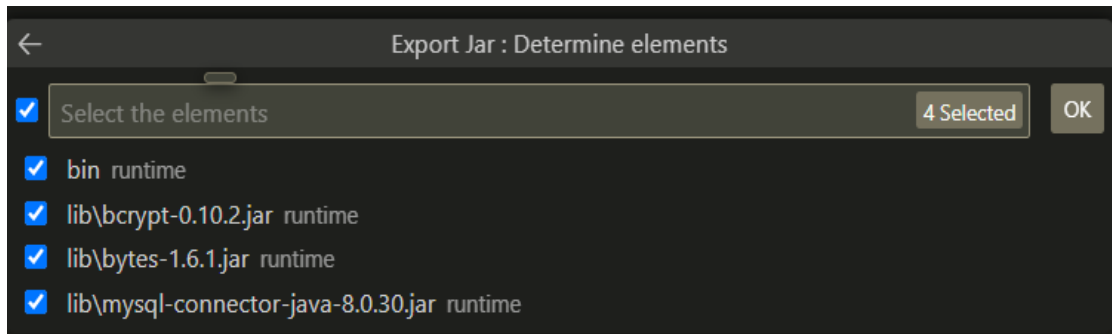 Export Jar : Determine elements
Select the elements 4 Selected OK
bin runtime
lib\bcrypt-0.10.2.jar runtime
lib\bytes-1.6.1.jar runtime
lib\mysql-connector-java-8.0.30.jar runtime